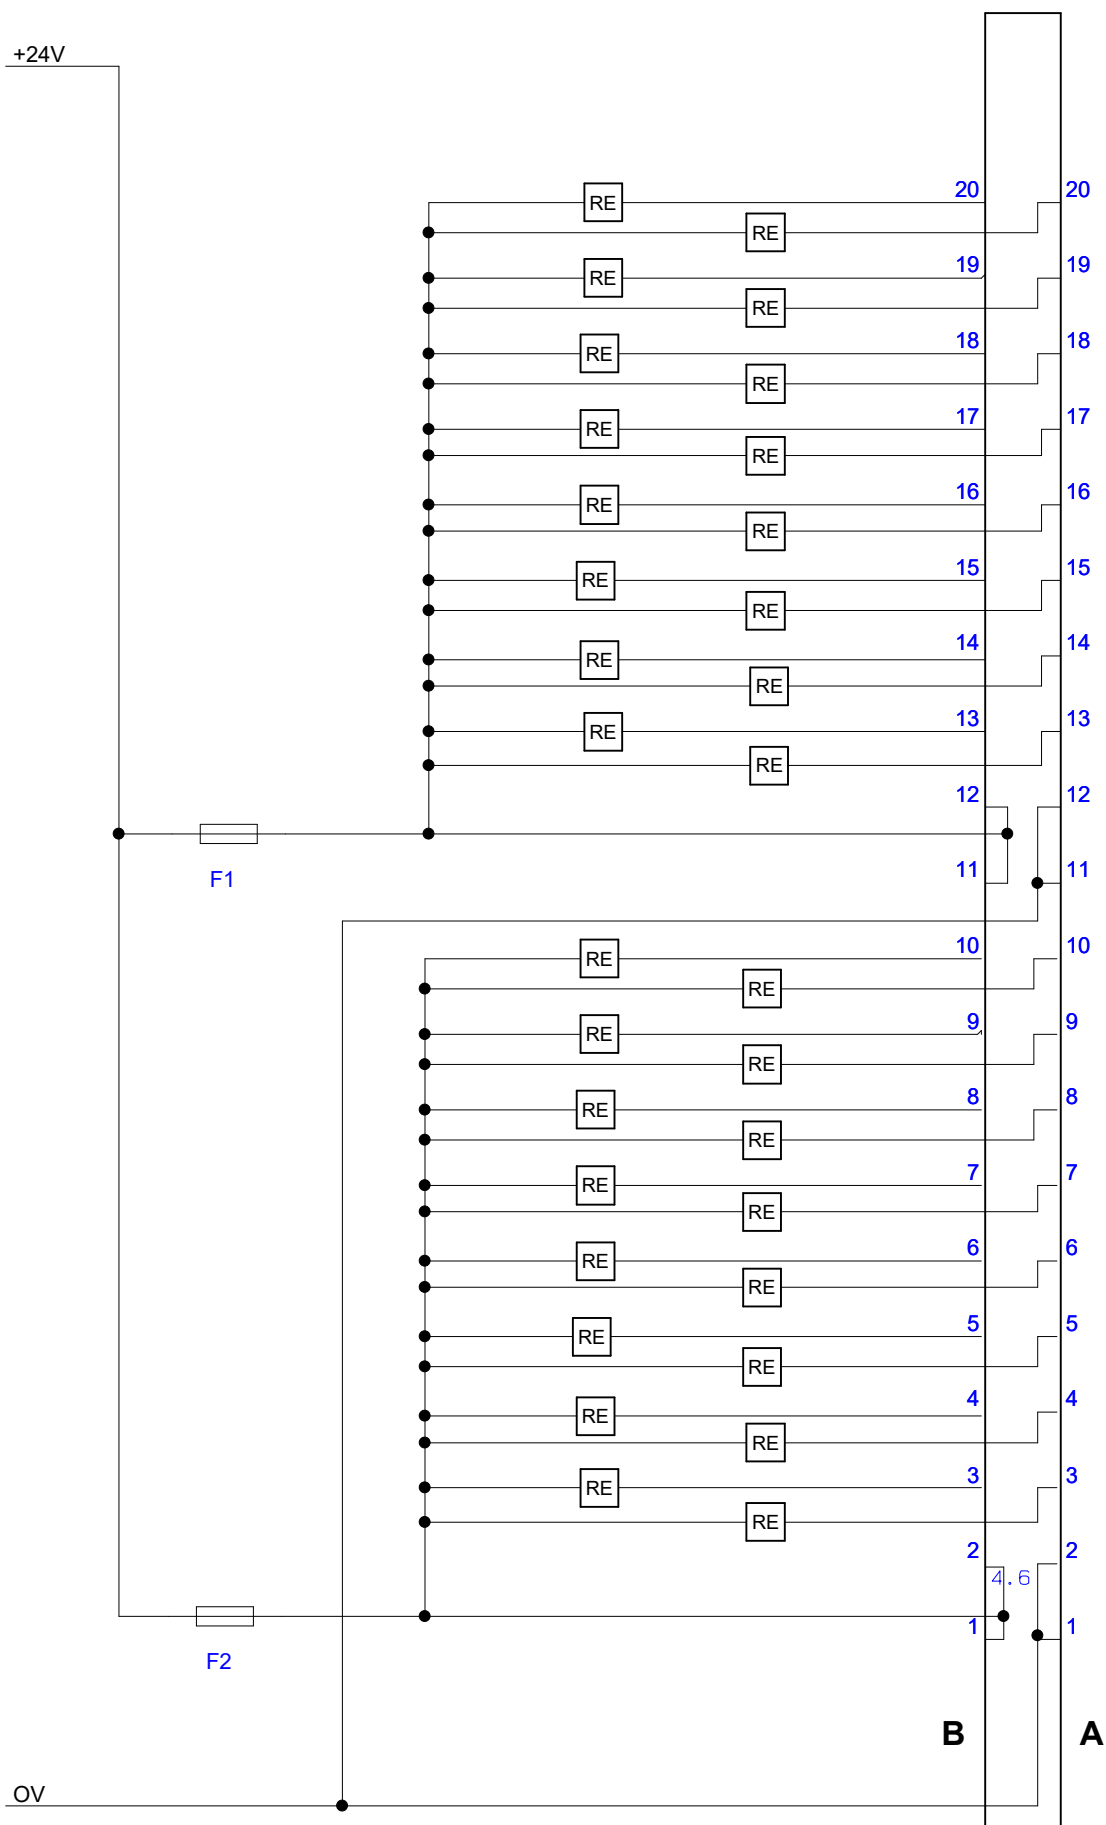 +24V
RE 20 20
RE
RE 19 19
RE
RE 18 18
RE
RE 17 17
RE
RE 16 16
RE
RE 15 15
RE
RE 14 14
RE
RE 13 13
RE
12 12
F1 11 11
RE 10 10
RE
RE 9 9
RE
RE 8 8
RE
RE 7 7
RE
RE 6 6
RE
RE 5 5
RE
RE 4 4
RE
RE 3 3
RE
2 2
4.6
1 1
F2
B A
OV